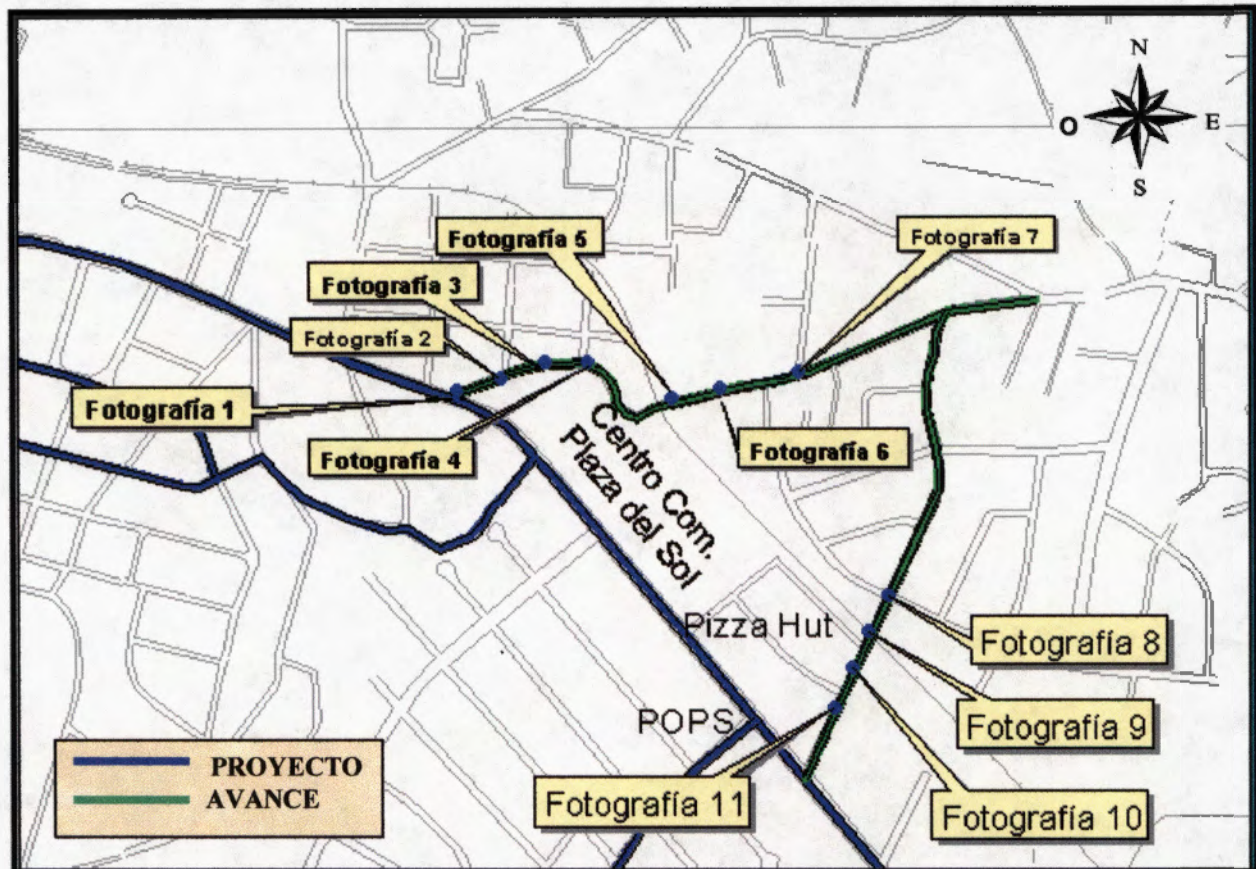 N
O
E
S
Fotografía 5
Fotografía 7
Fotografía 3
Fotografía 2
Fotografía 1
Fotografía 4
Fotografía 6
Centro Com.
Plaza del Sol
Pizza Hut
Fotografía 8
POPS
Fotografía 9
PROYECTO
AVANCE
Fotografía 11
Fotografía 10